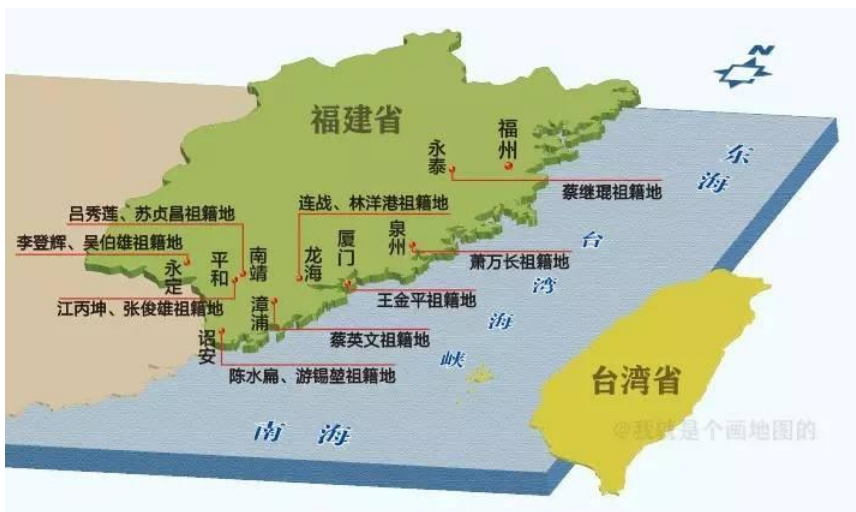 N
福建省
福州
永泰
东海
蔡继琨祖籍地
连战、林洋港祖籍地
吕秀莲、苏贞昌祖籍地
李登辉、吴伯雄祖籍地
泉州
厦门
龙海
南靖
平和
永定
台湾海峡
萧万长祖籍地
江丙坤、张俊雄祖籍地
王金平祖籍地
漳浦
诏安
蔡英文祖籍地
陈水扁、游锡堃祖籍地
台湾省
南海
@我就是个画地图的